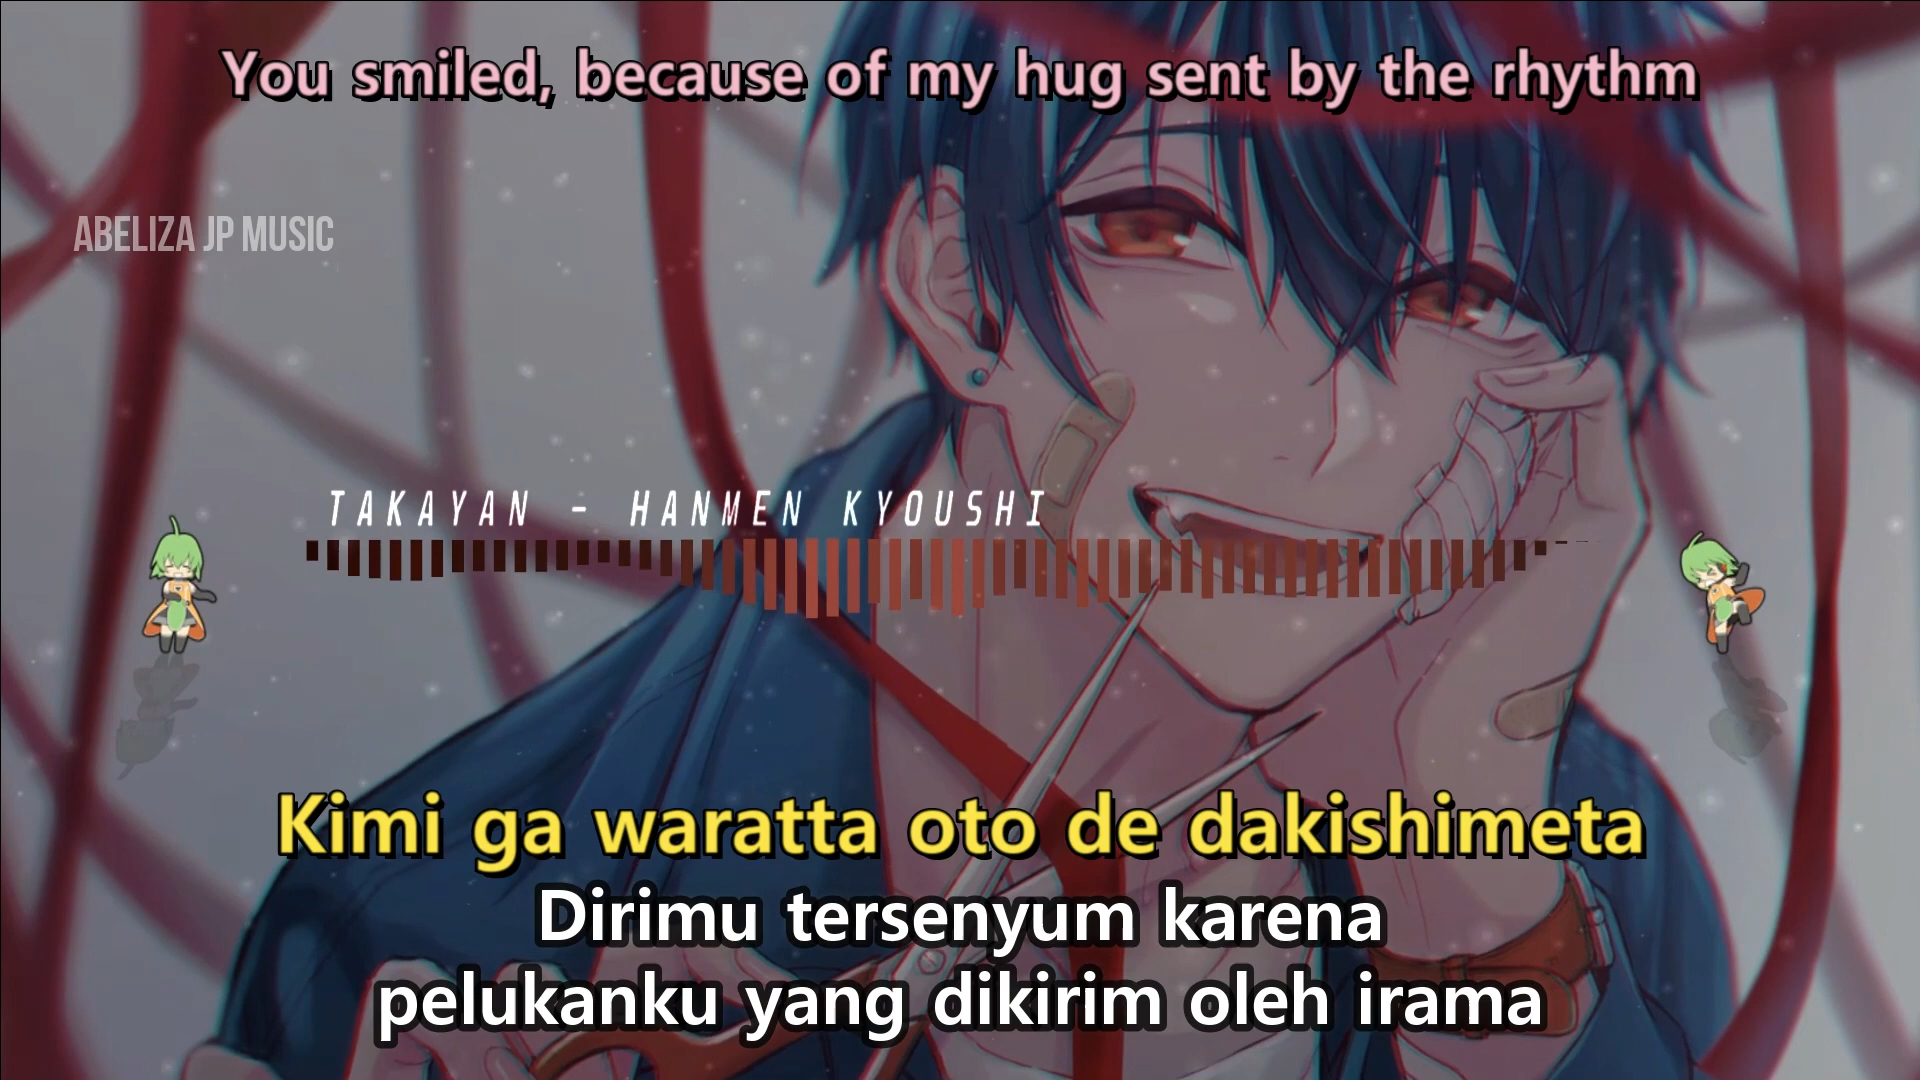 You smiled, because of my hug sent by the rhythm
ABELIZA JP MUSIC
TAKAYAN - HANMEN KYOUSHI
Kimi ga waratta oto de dakishimeta
Dirimu tersenyum karena
pelukanku yang dikirim oleh irama